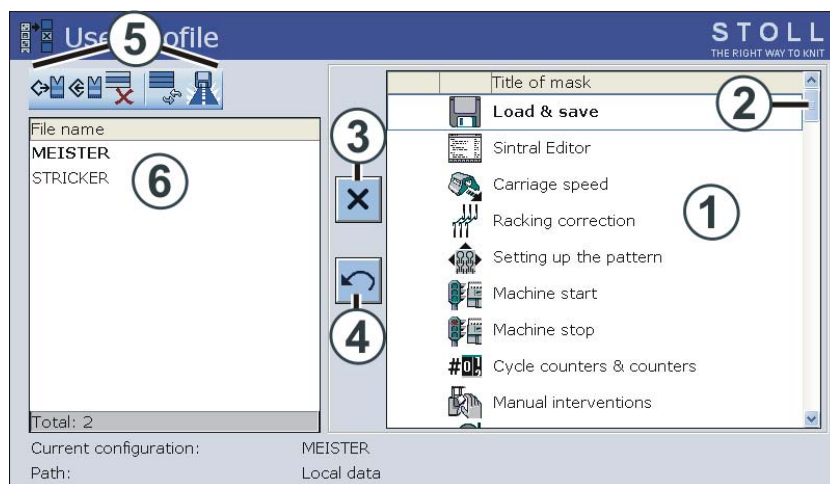 Use 5 ofile
STOLL
THE RIGHT WAY TO KNIT
File name
MEISTER
STRICKER
6
Total: 2
3
4
Title of mask
2
Load & save
Sintral Editor
Carriage speed
1
Racking correction
Setting up the pattern
Machine start
Machine stop
Cycle counters & counters
Manual interventions
Current configuration: MEISTER
Path: Local data